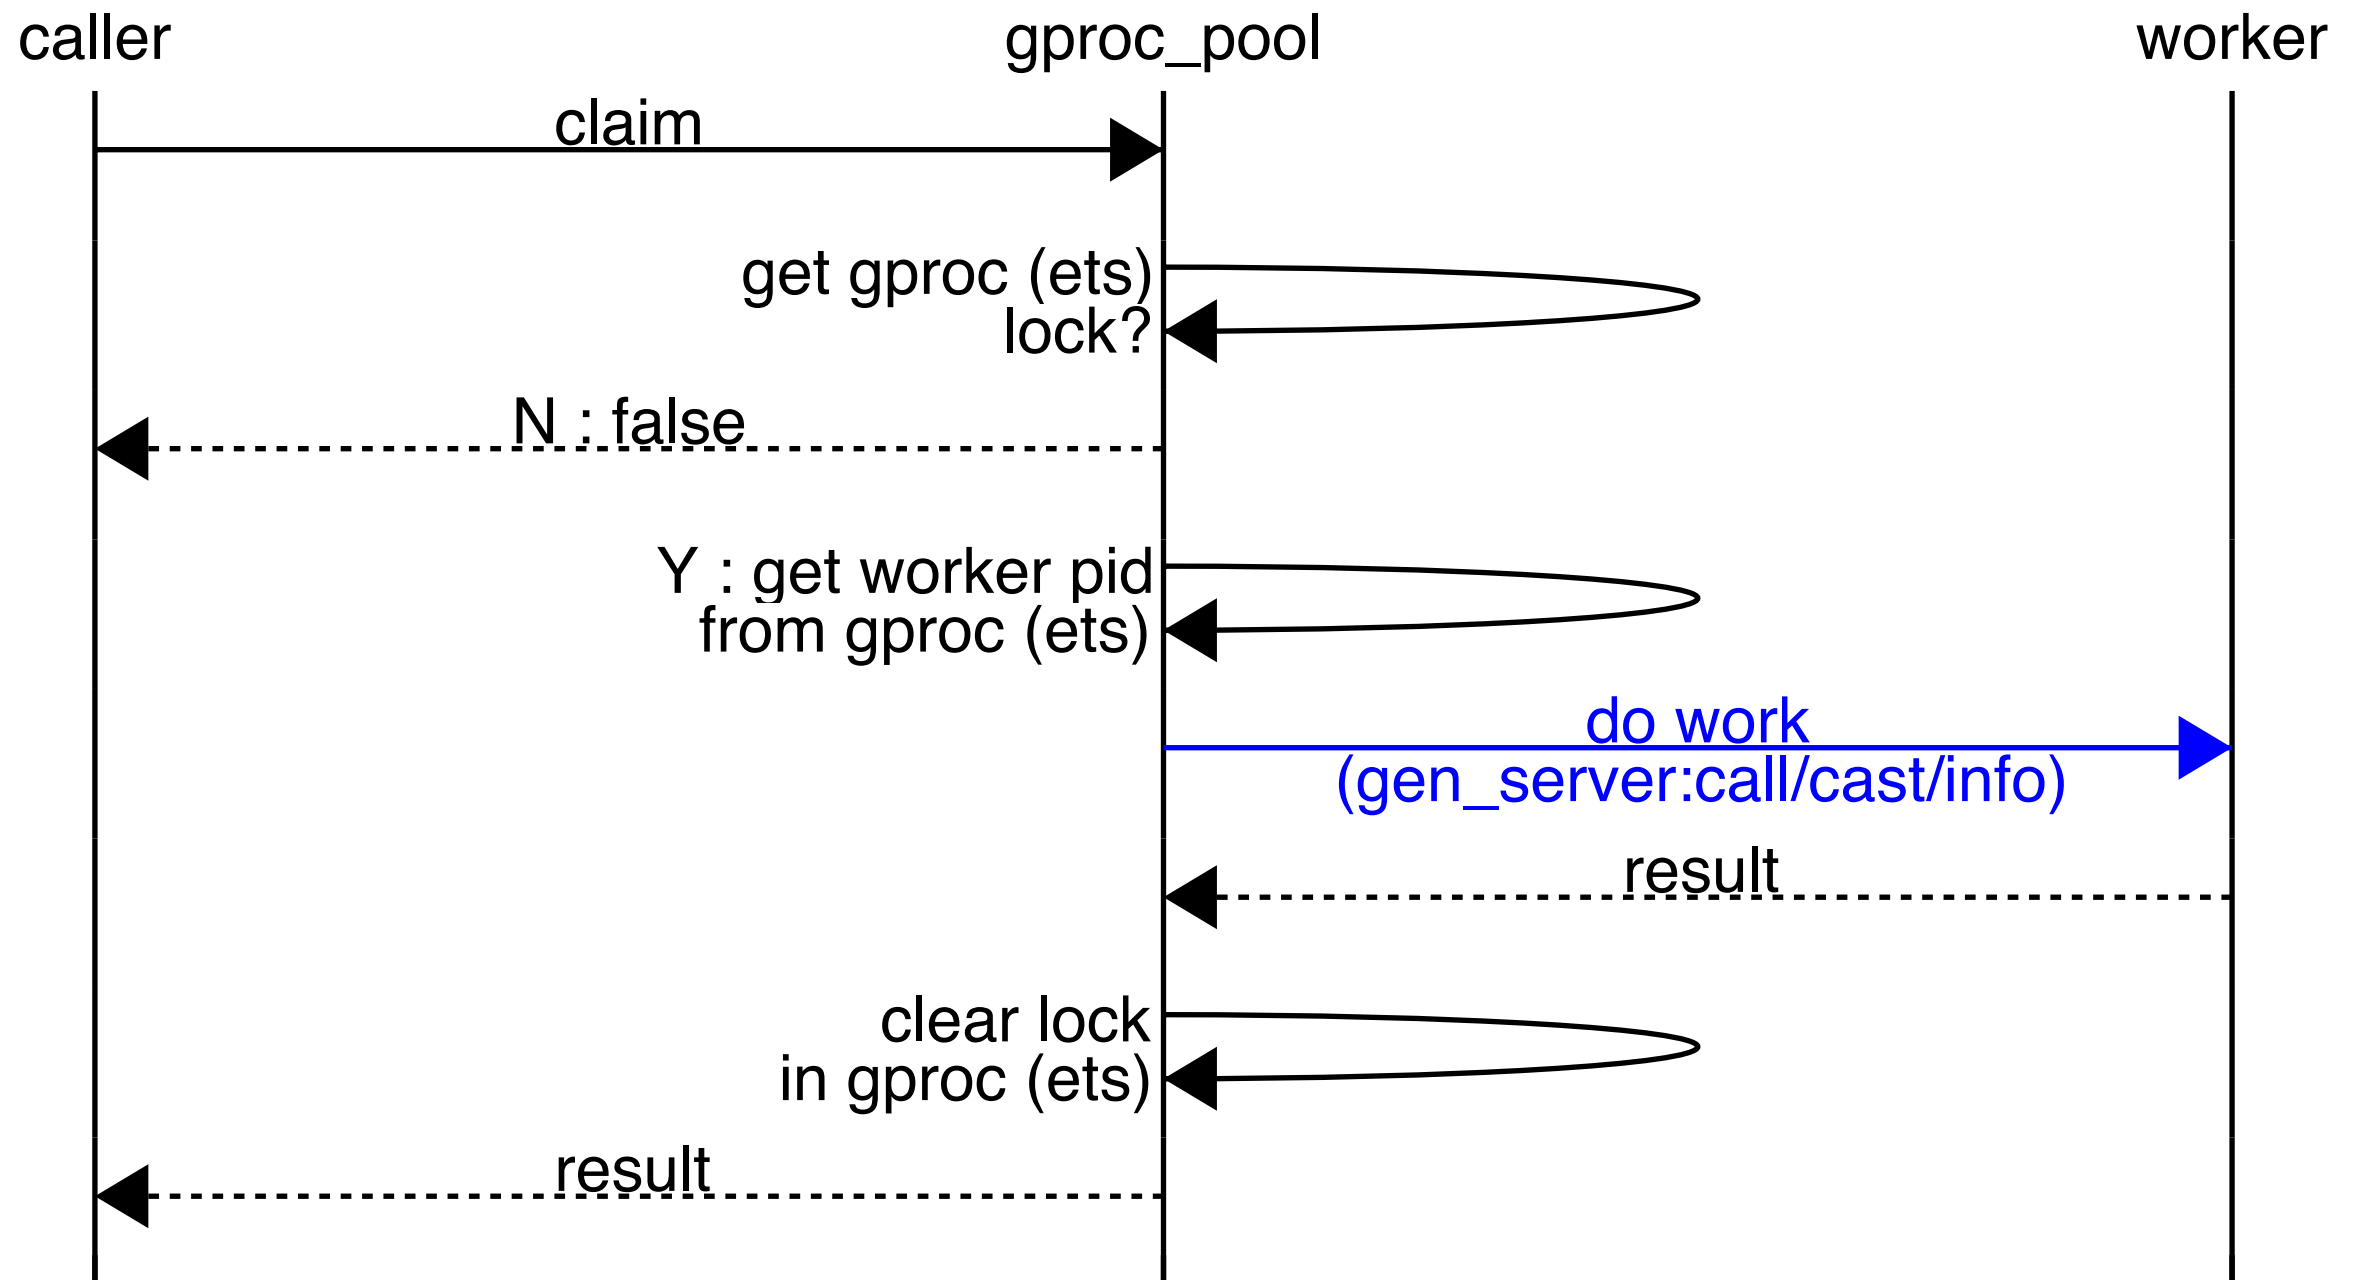 caller
gproc_pool
worker
claim
get gproc (ets)
lock?
N : false
Y : get worker pid
from gproc (ets)
do work
(gen_server:call/cast/info)
result
clear lock
in gproc (ets)
result